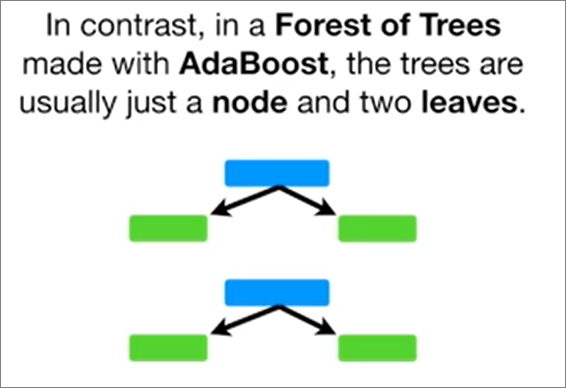 In contrast, in a Forest of Trees
made with AdaBoost, the trees are
usually just a node and two leaves.